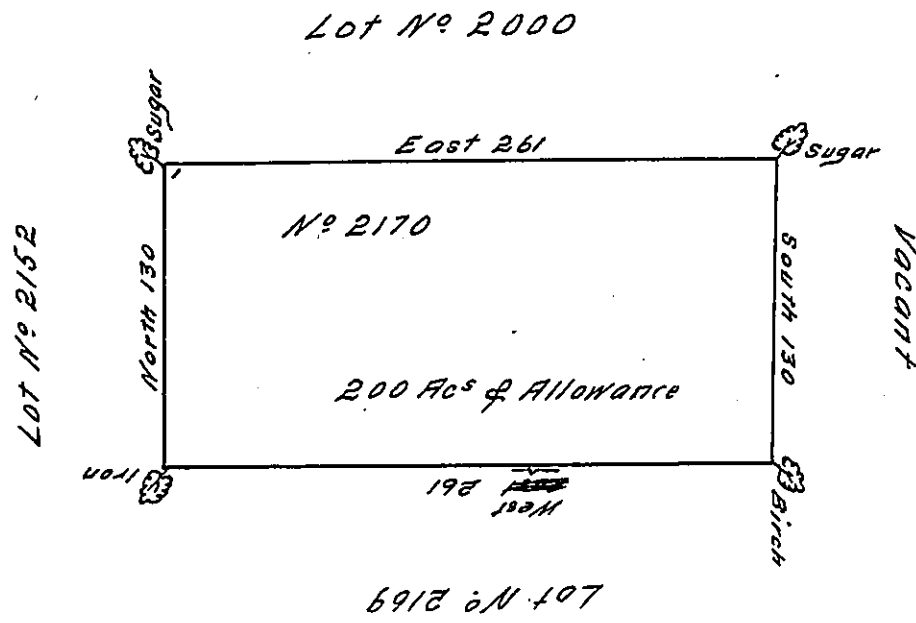 Lot Nº 2000
Sugar
East 261
Sugar
Nº 2170
Lot Nº 2152
North 130
South 130
Vacant
200 Acs & Allowance
Iron
West 261
Birch
Lot No. 2169